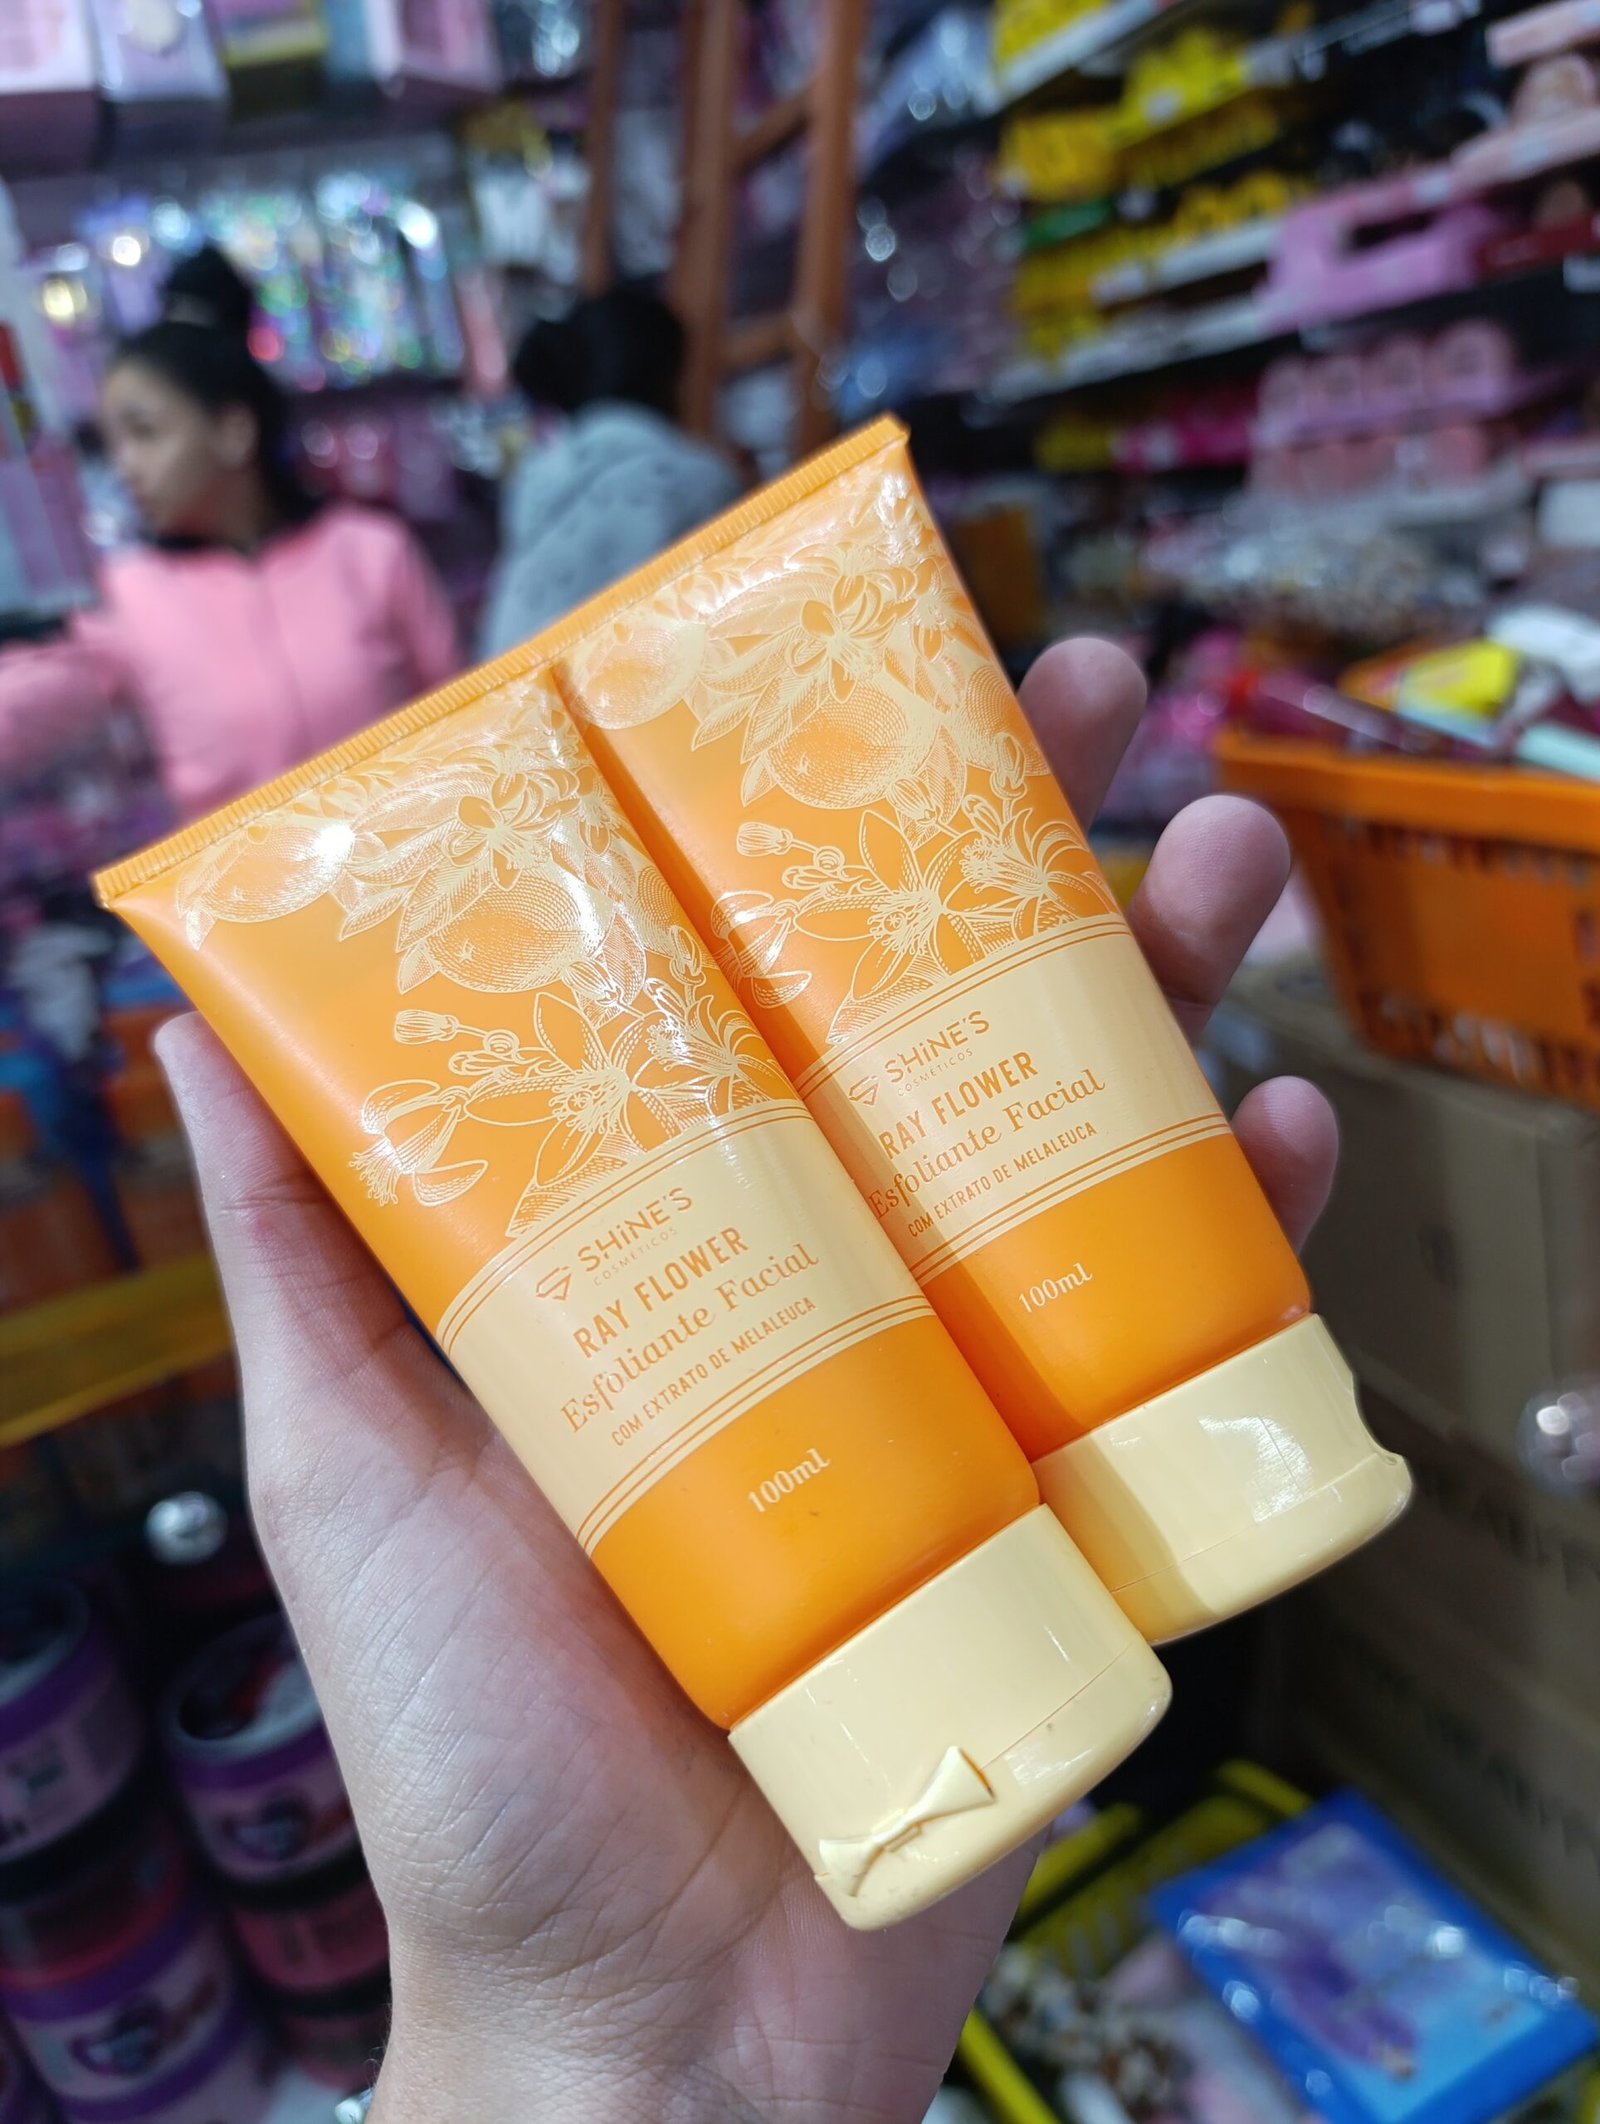 SHiNE'S
COSMÉTICOS
RAY FLOWER
Esfoliante Facial
COM EXTRATO DE MELALEUCA
100ml
SHiNE'S
COSMÉTICOS
RAY FLOWER
Esfoliante Facial
COM EXTRATO DE MELALEUCA
100ml